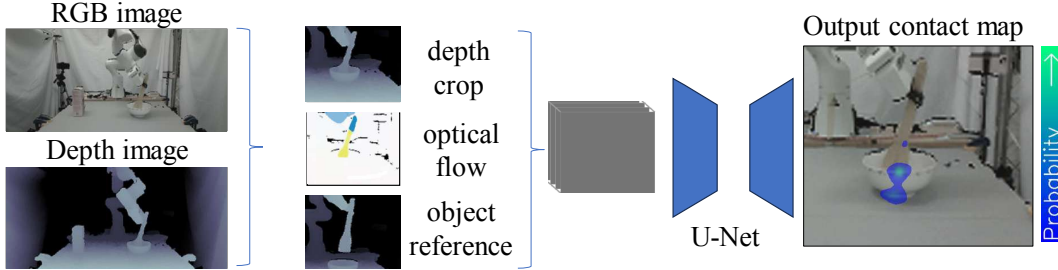 RGB image
Depth image
depth
crop
optical
flow
object
reference
U-Net
Output contact map
Probability →